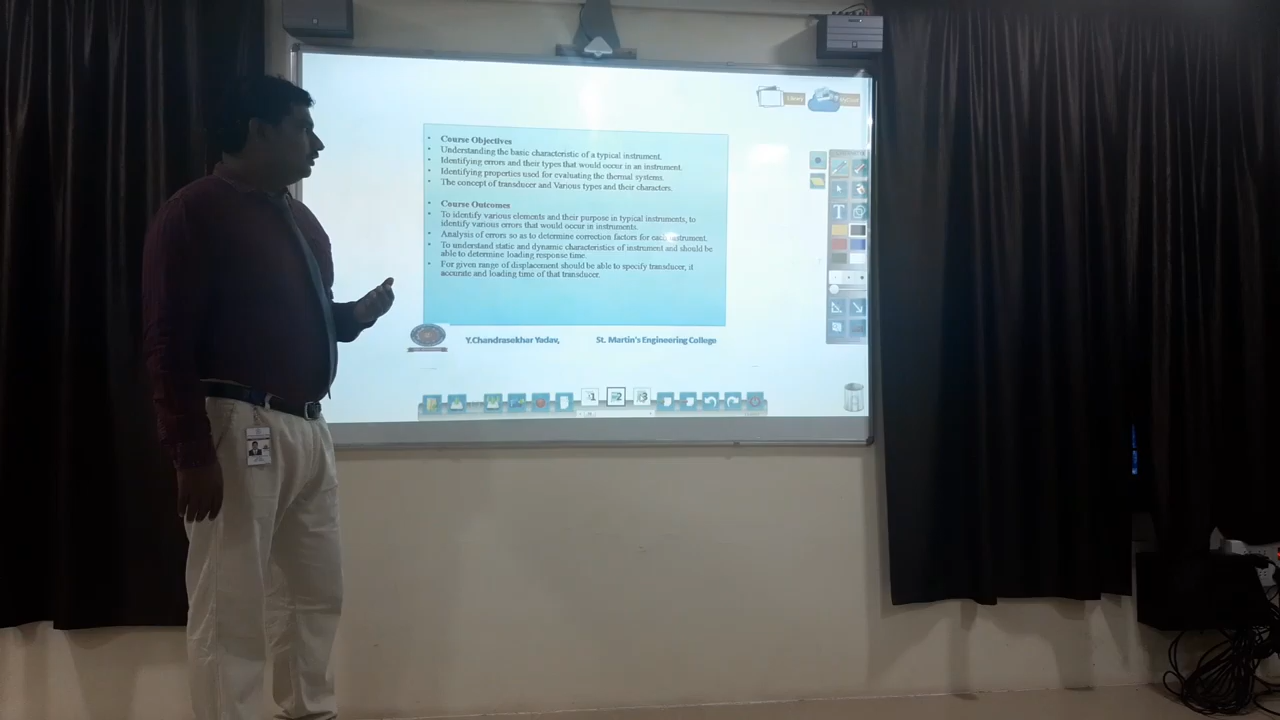 Library
Course Objectives
Understanding the basic characteristic of a typical instrument.
Identifying errors and their types that would occur in an instrument.
Identifying properties used for evaluating the thermal systems.
The concept of transducer and Various types and their characters.
Course Outcomes
To identify various elements and their purpose in typical instruments, to
identify various errors that would occur in instruments.
Analysis of errors so as to determine correction factors for each instrument.
To understand static and dynamic characteristics of instrument and should be
able to determine loading response time.
For given range of displacement should be able to specify transducer, it
accurate and loading time of that transducer.
Y.Chandrasekhar Yadav, St. Martin's Engineering College
T
1 2 3